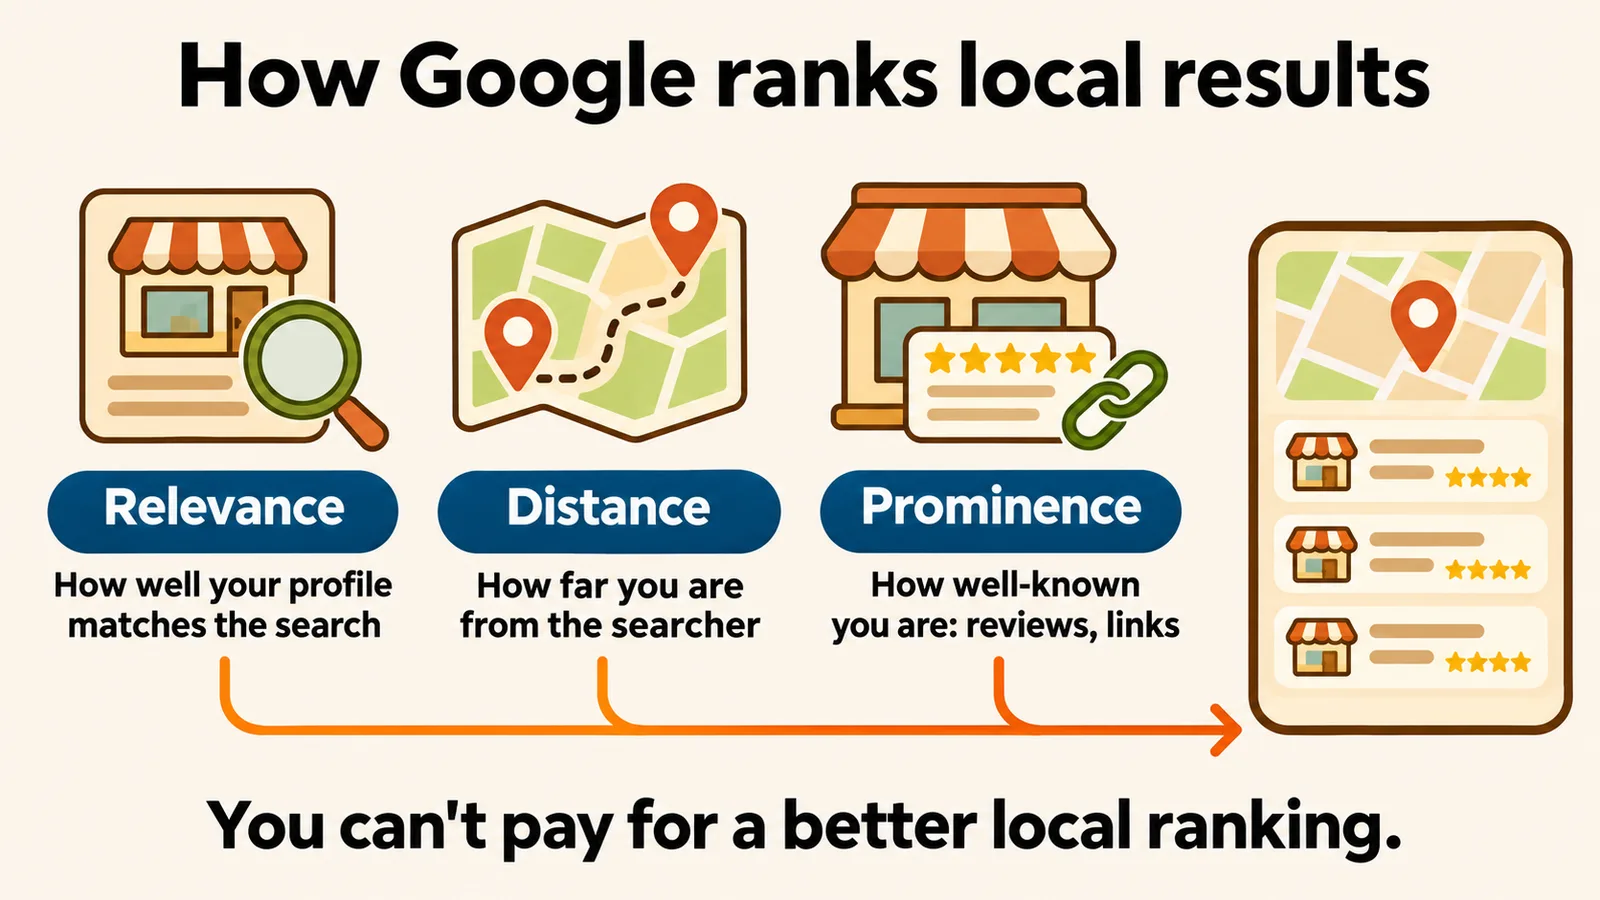 How Google ranks local results
Relevance
How well your profile
matches the search
Distance
How far you are
from the searcher
Prominence
How well-known
you are: reviews, links
You can't pay for a better local ranking.